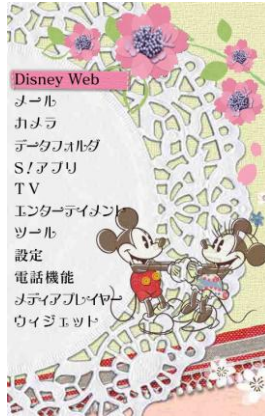 Disney Web
メール
カメラ
データフォルダ
S!アプリ
TV
エンターテイメント
ツール
設定
電話機能
メディアプレイヤー
ウィジェット